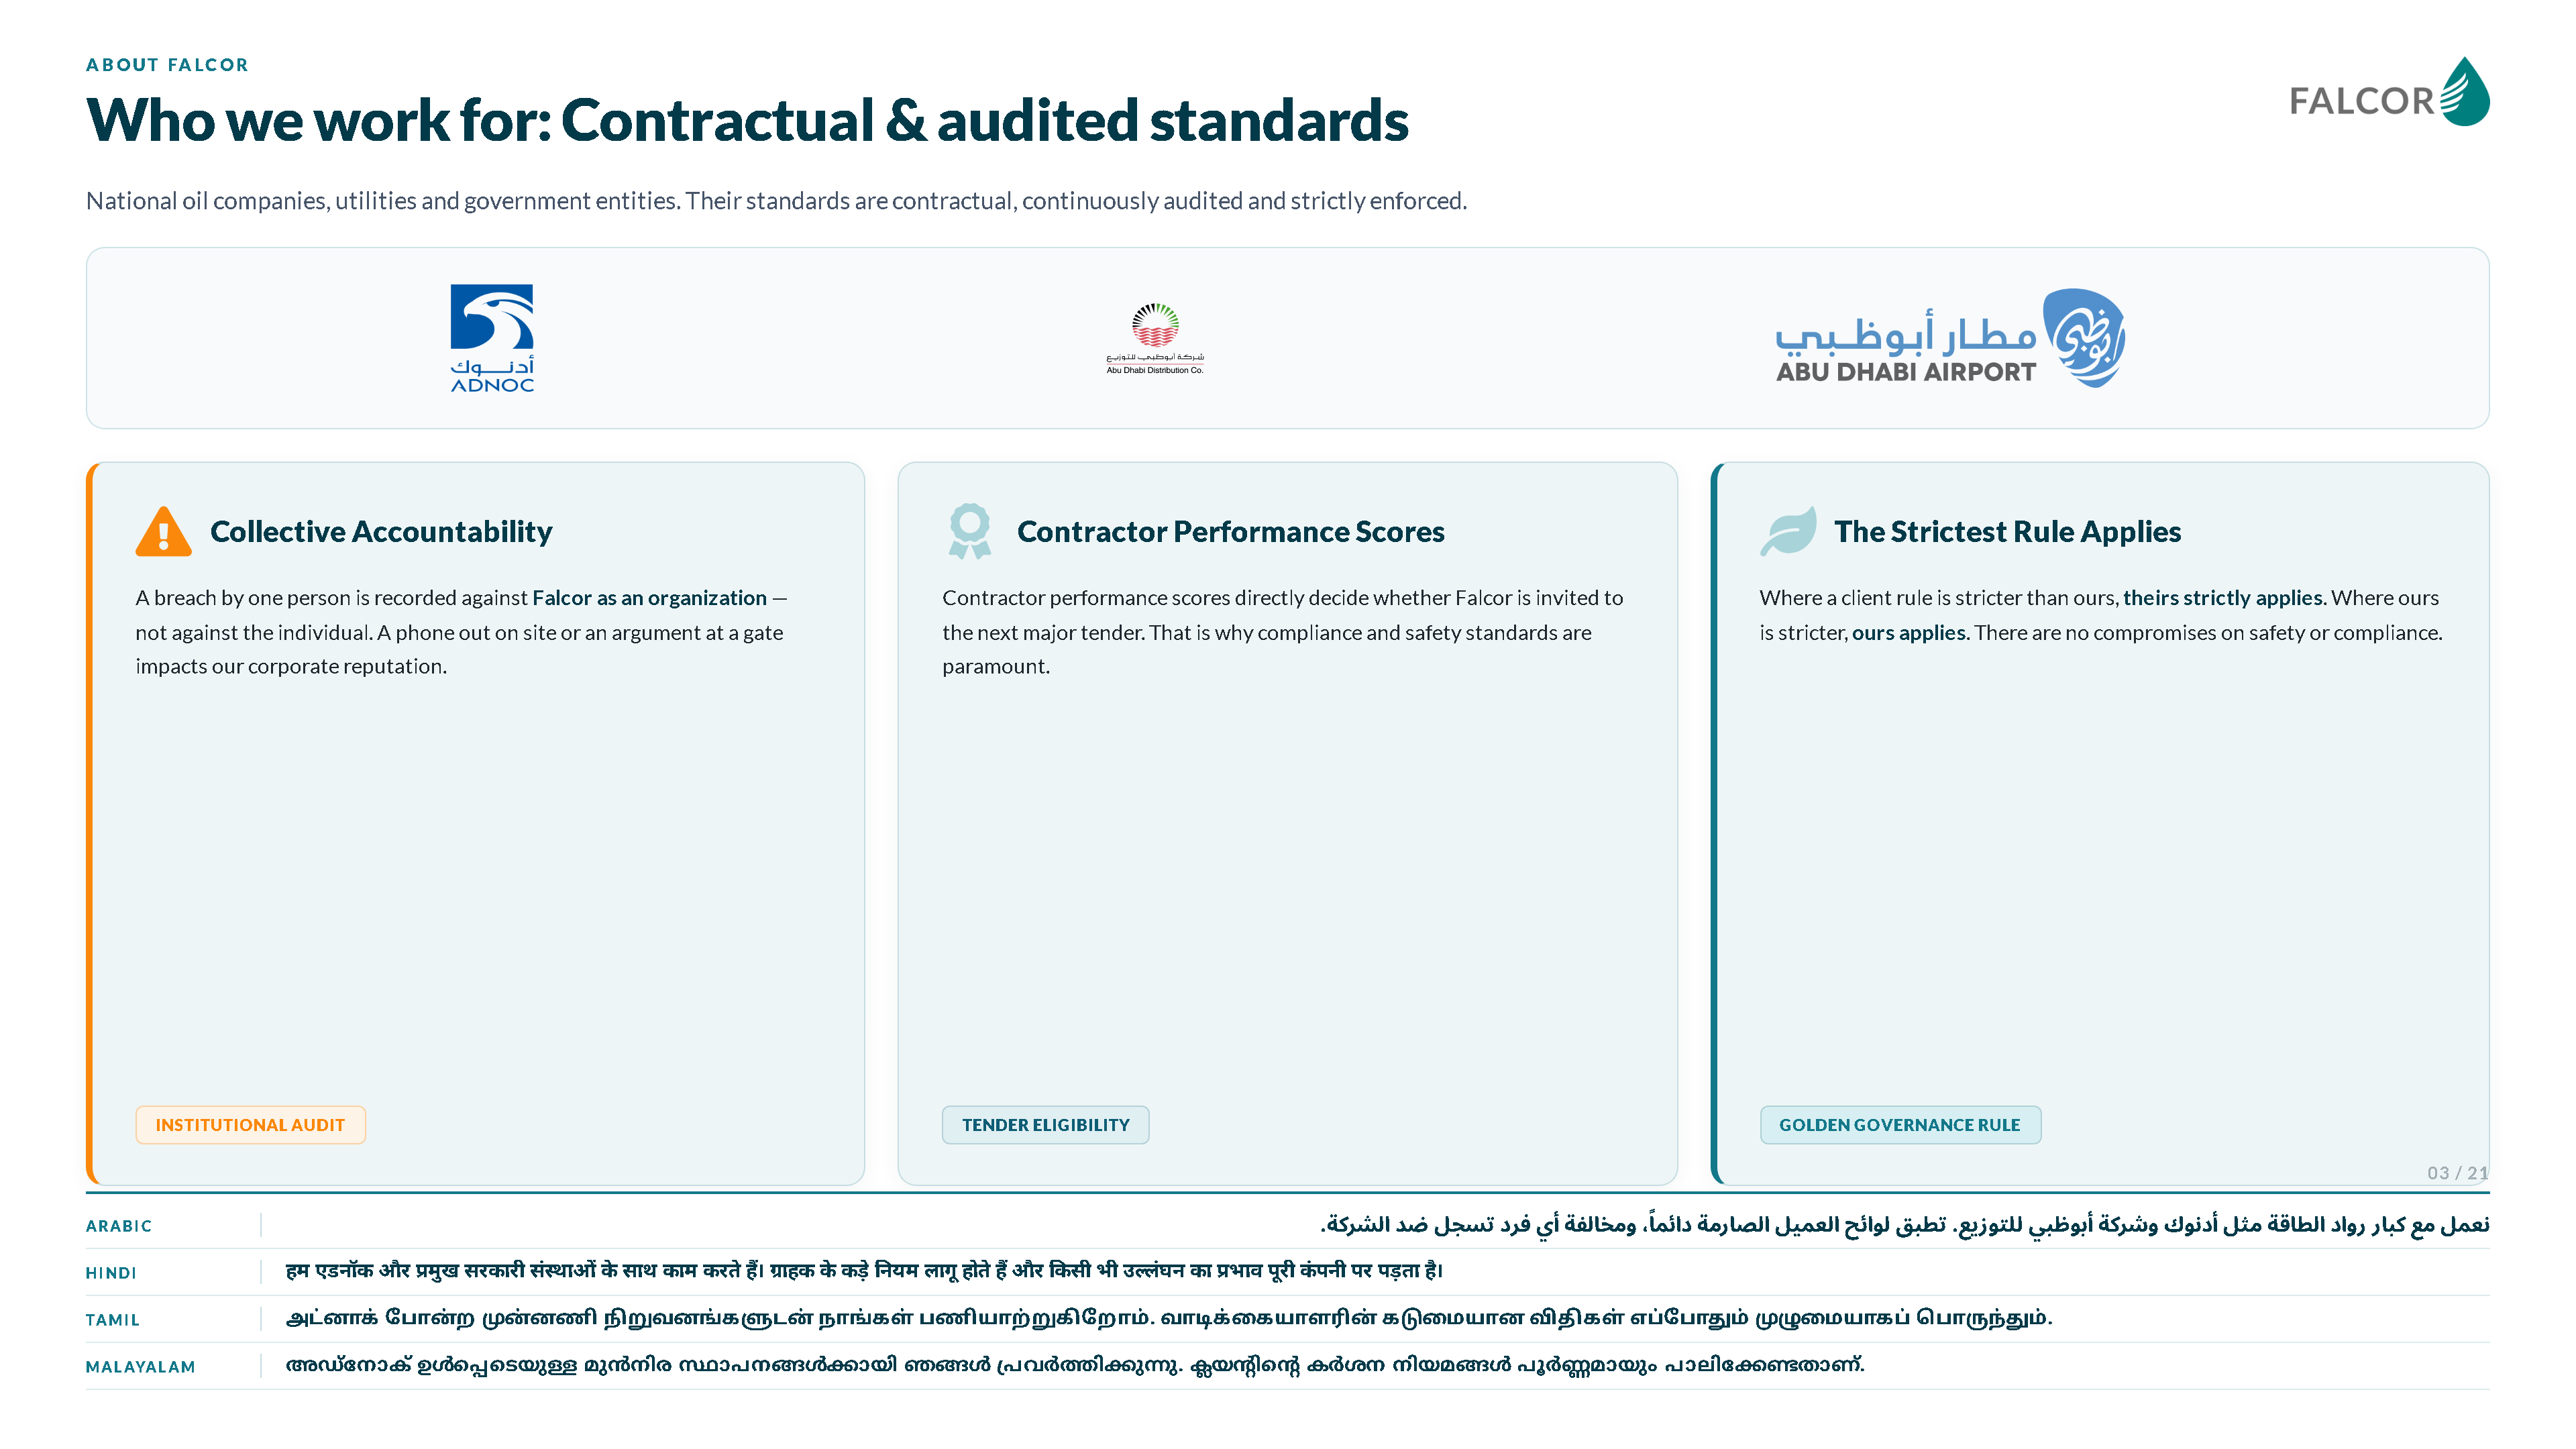 ABOUT FALCOR
Who we work for: Contractual & audited standards
FALCOR
National oil companies, utilities and government entities. Their standards are contractual, continuously audited and strictly enforced.
أدنوك
ADNOC
شركة أبوظبي للتوزيع
Abu Dhabi Distribution Co.
مطار أبوظبي
ABU DHABI AIRPORT
أبوظبي
Collective Accountability
A breach by one person is recorded against Falcor as an organization —
not against the individual. A phone out on site or an argument at a gate
impacts our corporate reputation.
INSTITUTIONAL AUDIT
Contractor Performance Scores
Contractor performance scores directly decide whether Falcor is invited to
the next major tender. That is why compliance and safety standards are
paramount.
TENDER ELIGIBILITY
The Strictest Rule Applies
Where a client rule is stricter than ours, theirs strictly applies. Where ours
is stricter, ours applies. There are no compromises on safety or compliance.
GOLDEN GOVERNANCE RULE
03 / 21
ARABIC
نعمل مع كبار رواد الطاقة مثل أدنوك وشركة أبوظبي للتوزيع. تطبق لوائح العميل الصارمة دائماً، ومخالفة أي فرد تسجل ضد الشركة.
HINDI
हम एडनॉक और प्रमुख सरकारी संस्थाओं के साथ काम करते हैं। ग्राहक के कड़े नियम लागू होते हैं और किसी भी उल्लंघन का प्रभाव पूरी कंपनी पर पड़ता है।
TAMIL
அட்னாக் போன்ற முன்னணி நிறுவனங்களுடன் நாங்கள் பணியாற்றுகிறோம். வாடிக்கையாளரின் கடுமையான விதிகள் எப்போதும் முழுமையாகப் பொருந்தும்.
MALAYALAM
അഡ്നോക് ഉൾപ്പെടെയുള്ള മുൻനിര സ്ഥാപനങ്ങൾക്കായി ഞങ്ങൾ പ്രവർത്തിക്കുന്നു. ക്ലയന്റിന്റെ കർശന നിയമങ്ങൾ പൂർണ്ണമായും പാലിക്കേണ്ടതാണ്.